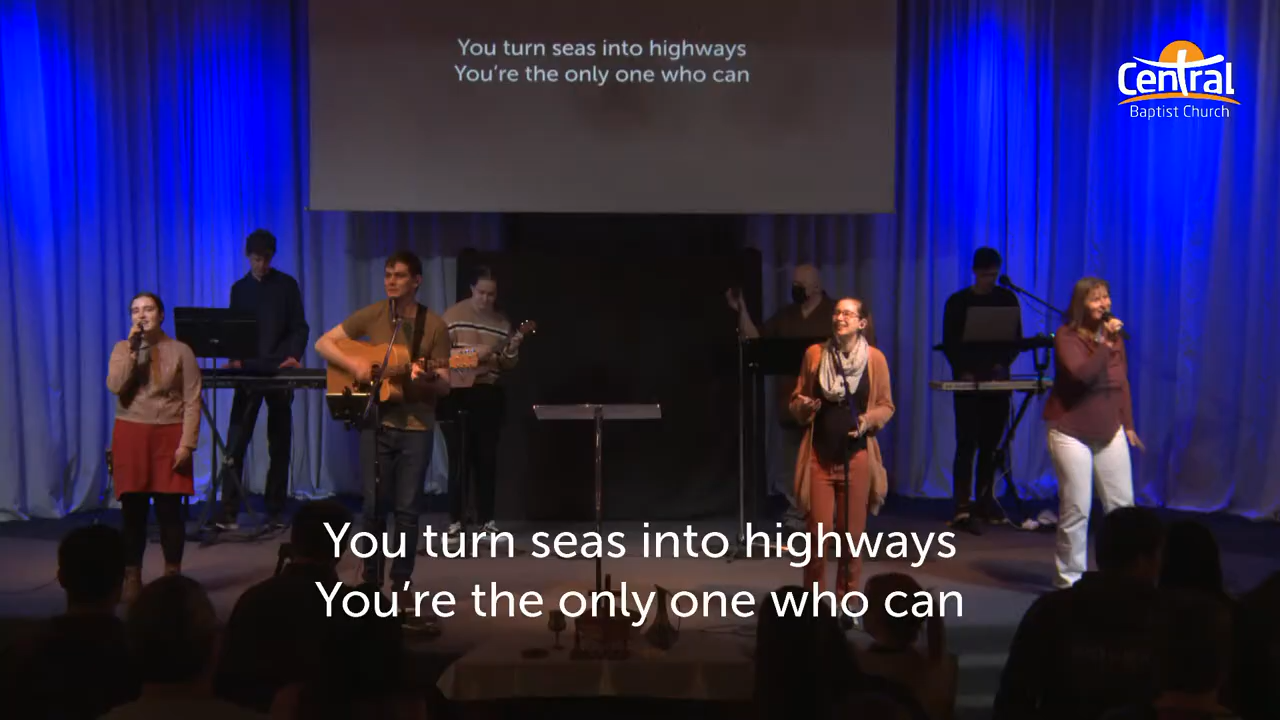 You turn seas into highways
You're the only one who can
Central
Baptist Church
You turn seas into highways
You're the only one who can